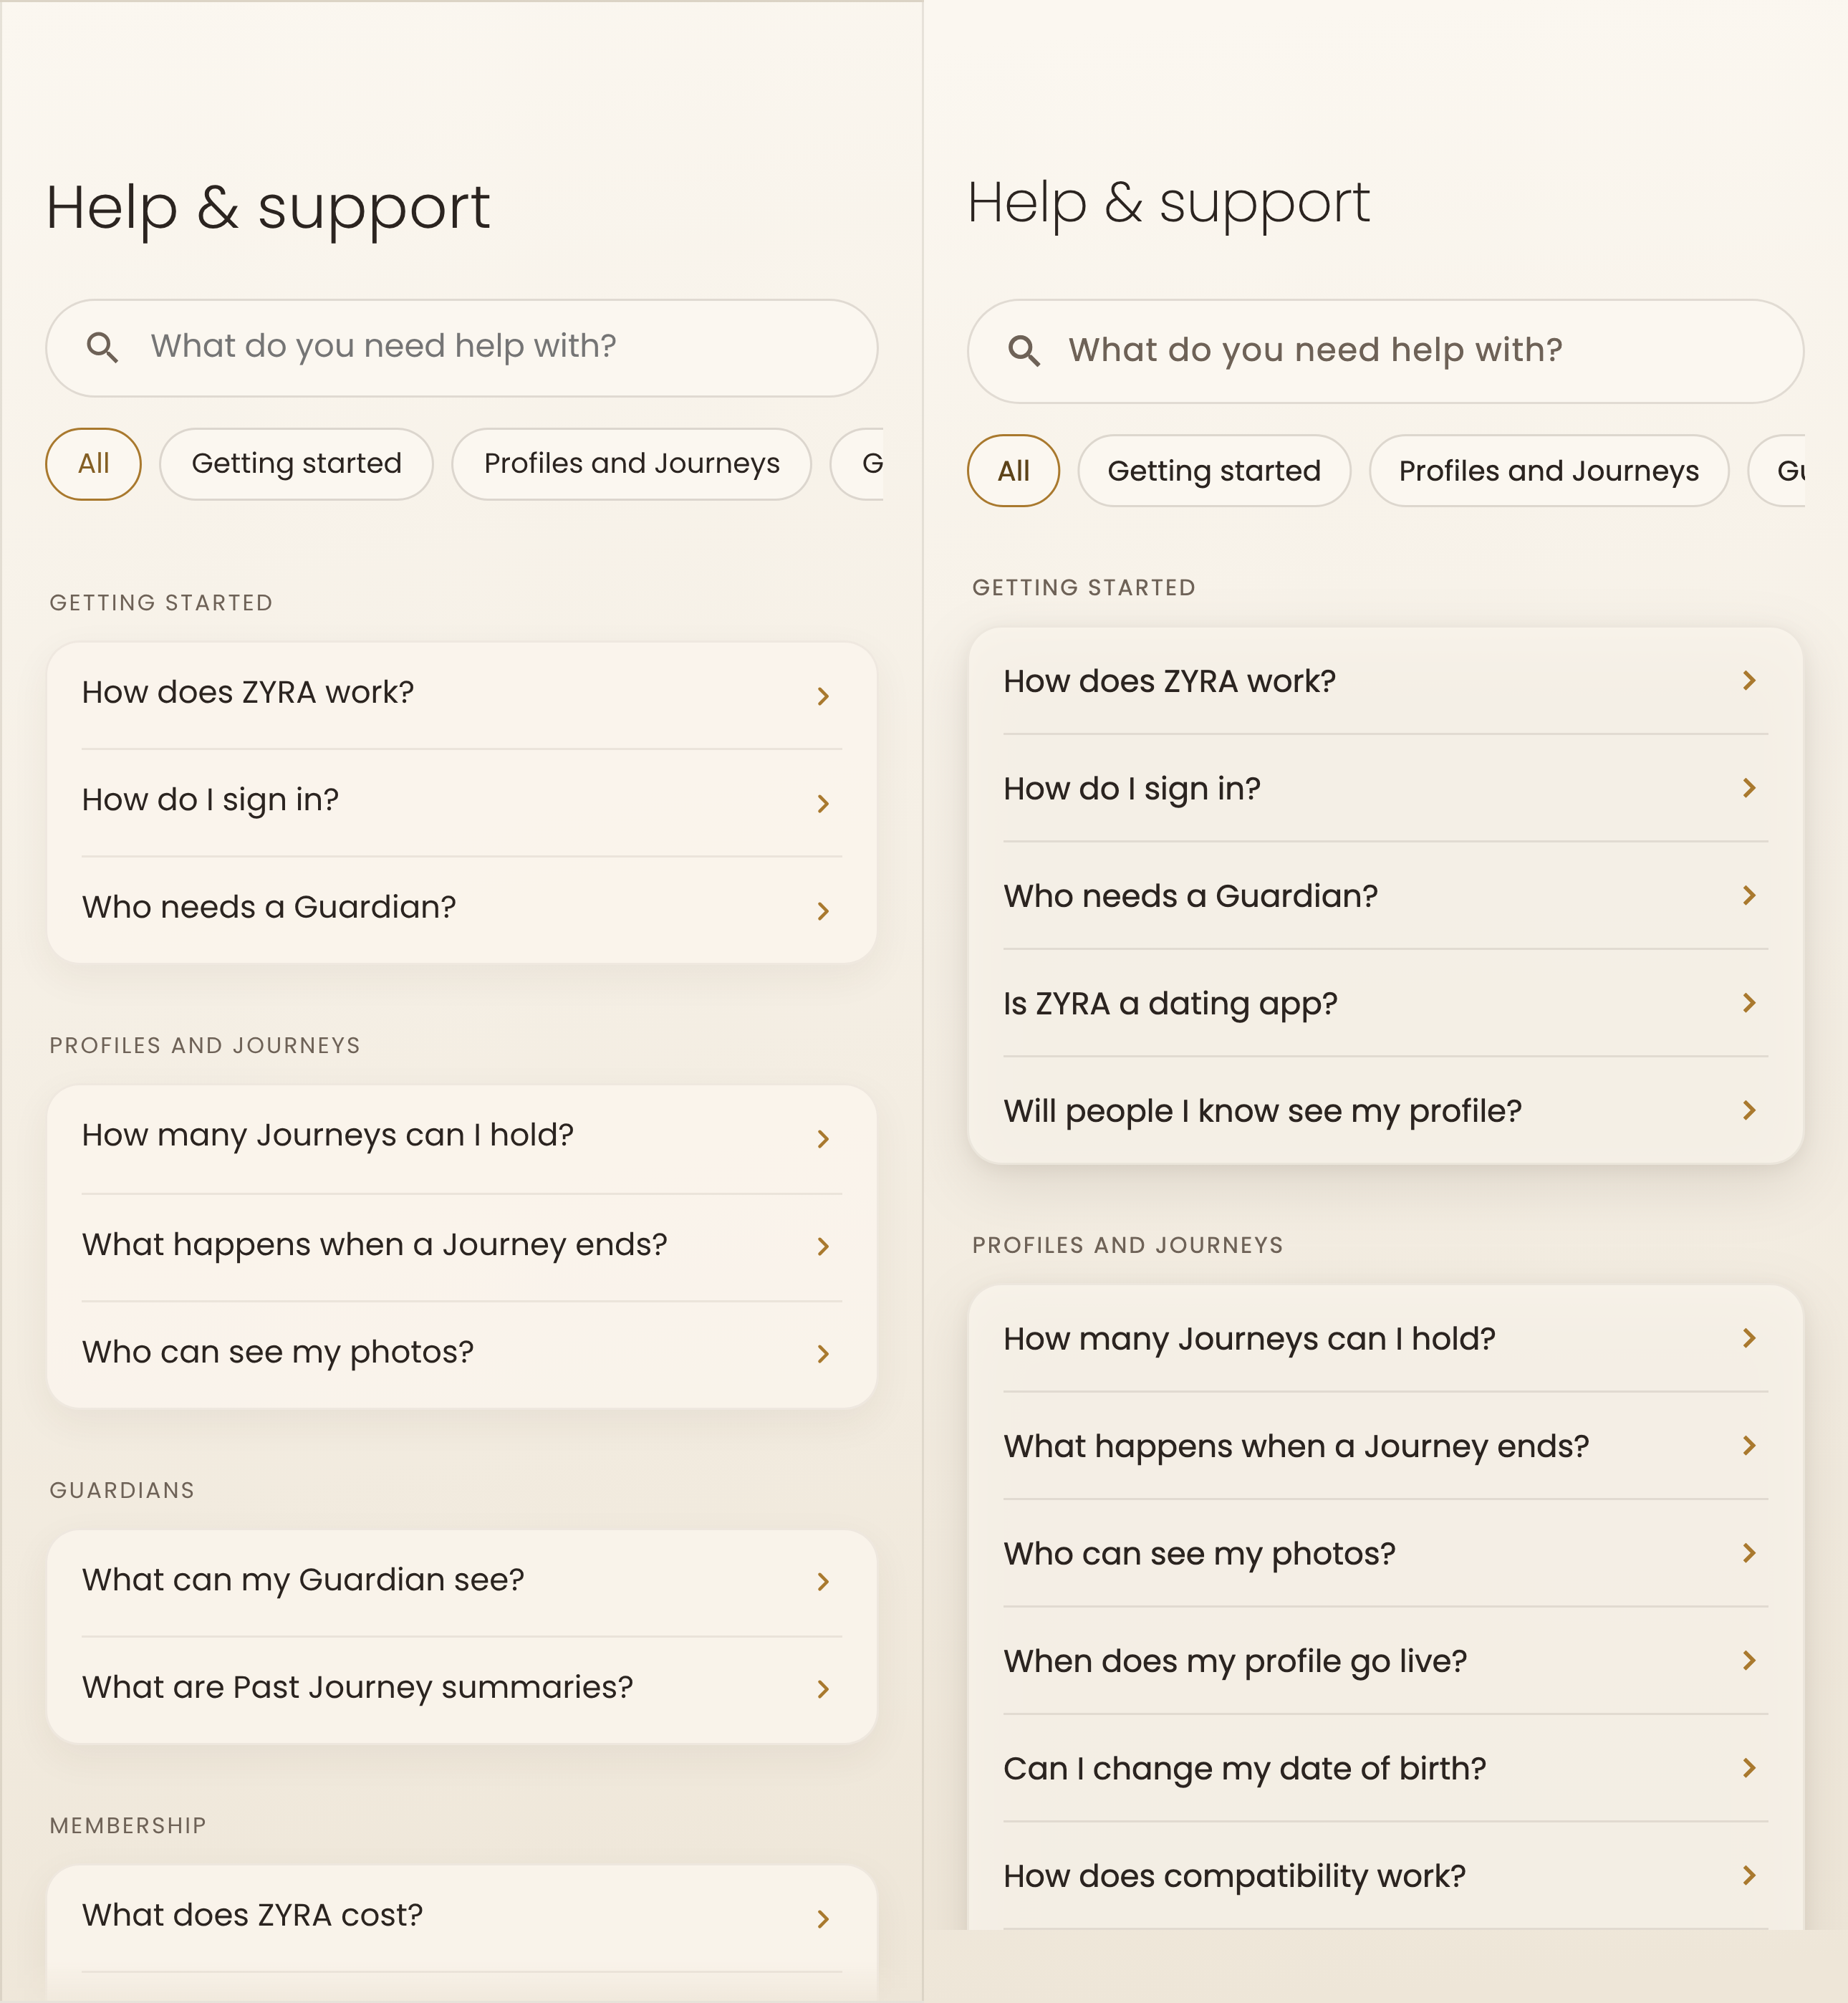 Help & support
What do you need help with?
All
Getting started
Profiles and Journeys
G
GETTING STARTED
How does ZYRA work?
How do I sign in?
Who needs a Guardian?
PROFILES AND JOURNEYS
How many Journeys can I hold?
What happens when a Journey ends?
Who can see my photos?
GUARDIANS
What can my Guardian see?
What are Past Journey summaries?
MEMBERSHIP
What does ZYRA cost?
Help & support
What do you need help with?
All
Getting started
Profiles and Journeys
Gu
GETTING STARTED
How does ZYRA work?
How do I sign in?
Who needs a Guardian?
Is ZYRA a dating app?
Will people I know see my profile?
PROFILES AND JOURNEYS
How many Journeys can I hold?
What happens when a Journey ends?
Who can see my photos?
When does my profile go live?
Can I change my date of birth?
How does compatibility work?